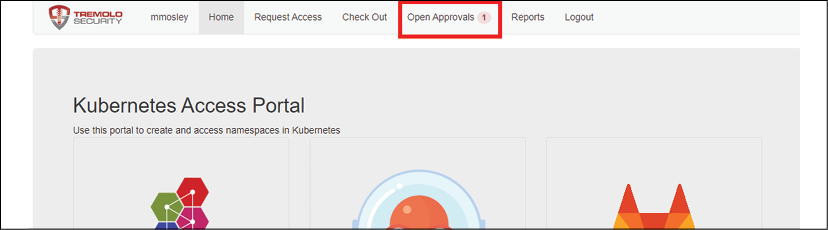 TREMOLO SECURITY
mmosley Home Request Access Check Out Open Approvals 1 Reports Logout
Kubernetes Access Portal
Use this portal to create and access namespaces in Kubernetes